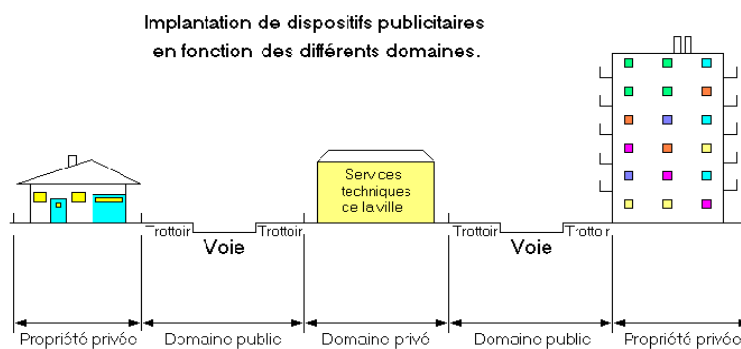 Implantation de dispositifs publicitaires
en fonction des différents domaines.
Services
techniques
de la ville
Trottoir
Trottoir
Trottoir
Trottoir
Voie
Voie
Propriété privée
Domaine public
Domaine privé
Domaine public
Propriété privée